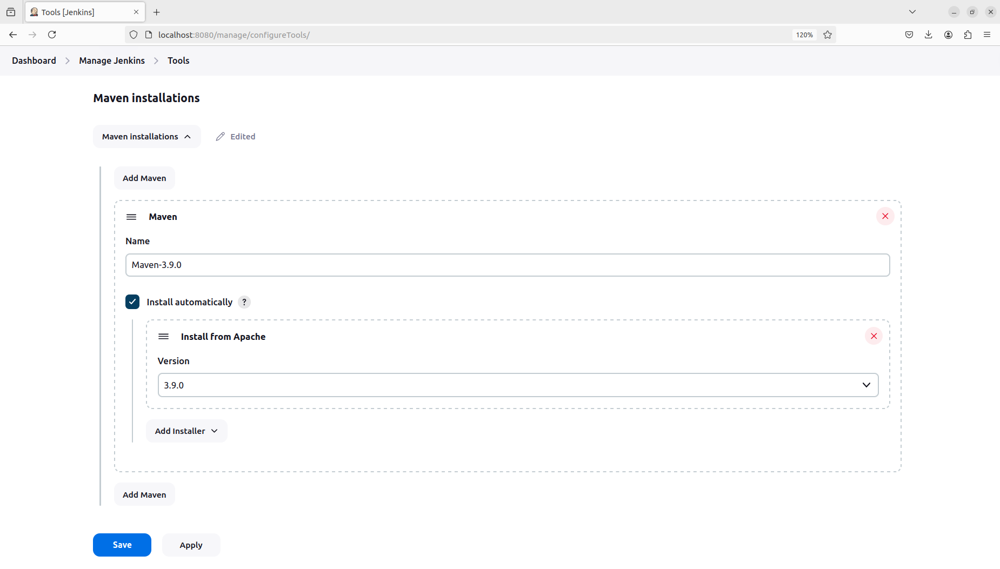 Tools [Jenkins]
localhost:8080/manage/configureTools/
120%
Dashboard
Manage Jenkins
Tools
Maven installations
Maven installations
Edited
Add Maven
Maven
Name
Maven-3.9.0
Install automatically ?
Install from Apache
Version
3.9.0
Add Installer
Add Maven
Save
Apply